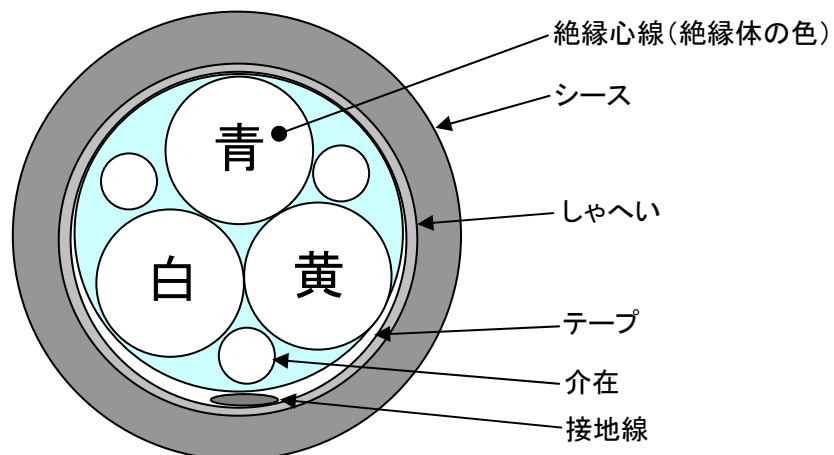 絶縁心線(絶縁体の色)
シース
青
しゃへい
白
黄
テープ
介在
接地線